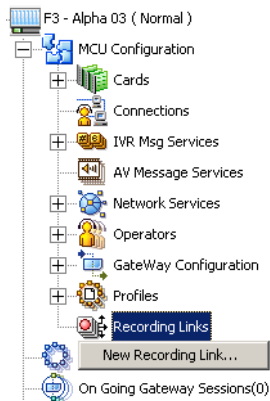 F3 - Alpha 03 ( Normal )
MCU Configuration
Cards
Connections
IVR Msg Services
AV Message Services
Network Services
Operators
GateWay Configuration
Profiles
Recording Links
New Recording Link...
On Going Gateway Sessions(0)